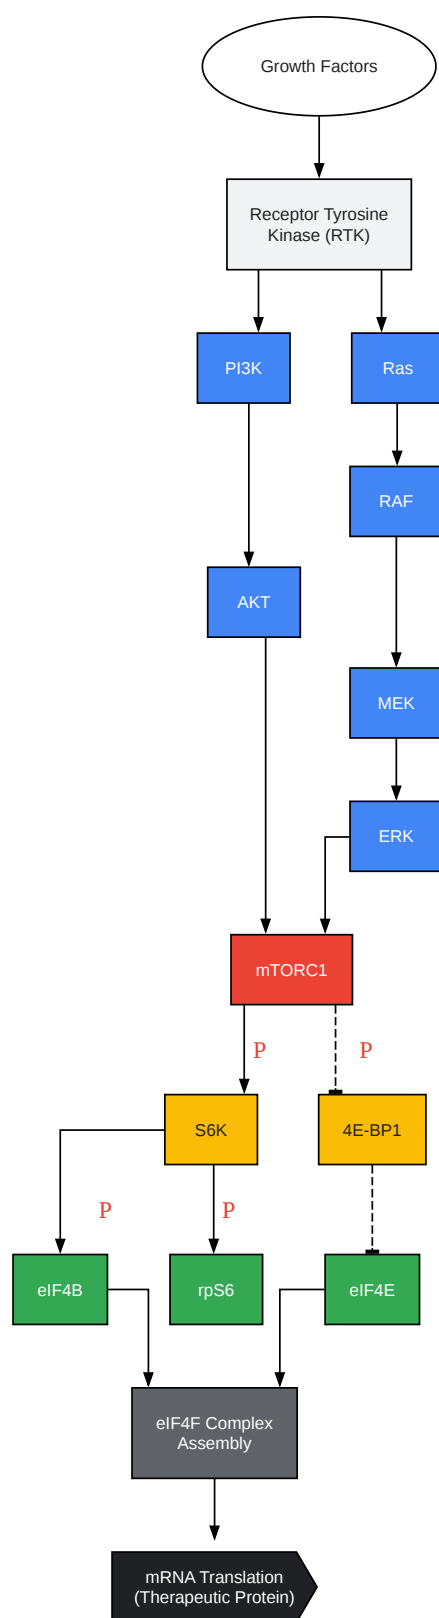 Growth Factors
Receptor Tyrosine
Kinase (RTK)
PI3K
Ras
RAF
AKT
MEK
ERK
mTORC1
P
P
S6K
4E-BP1
P
P
eIF4B
rpS6
eIF4E
eIF4F Complex
Assembly
mRNA Translation
(Therapeutic Protein)